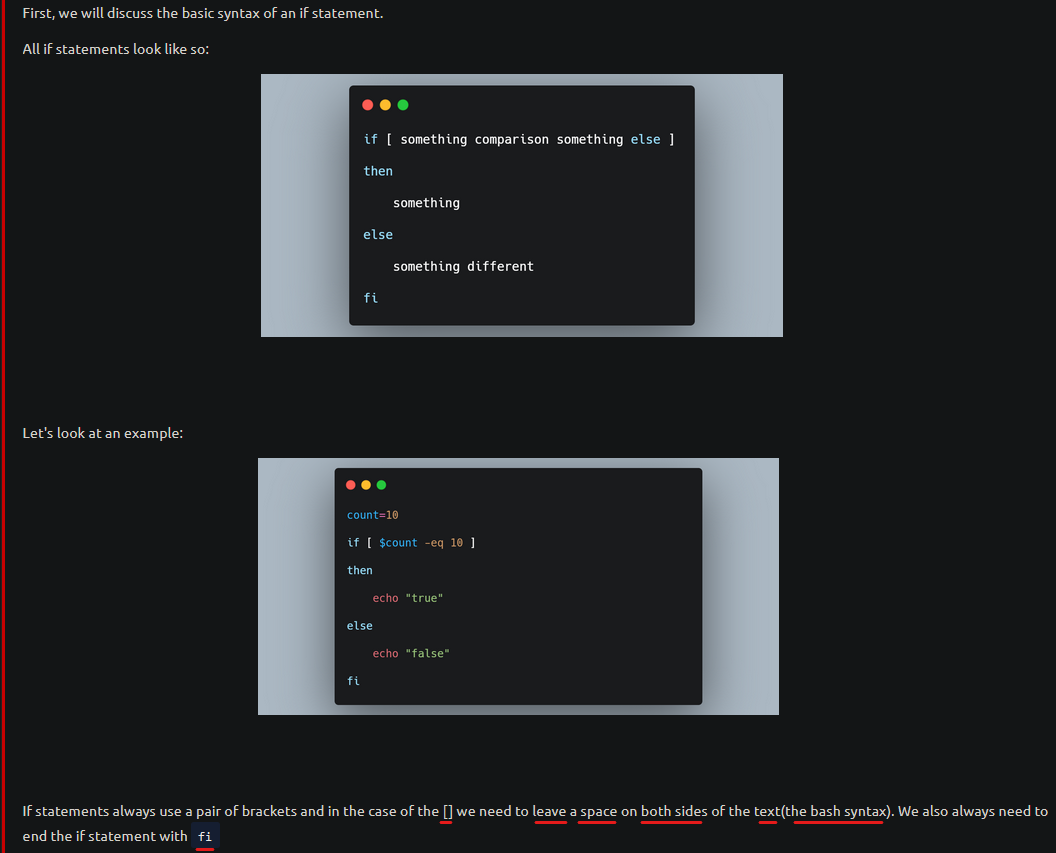 First, we will discuss the basic syntax of an if statement.
All if statements look like so:
if [ something comparison something else ]
then
something
else
something different
fi
Let's look at an example:
count=10
if [ $count -eq 10 ]
then
echo "true"
else
echo "false"
fi
If statements always use a pair of brackets and in the case of the [] we need to leave a space on both sides of the text(the bash syntax). We also always need to
end the if statement with fi